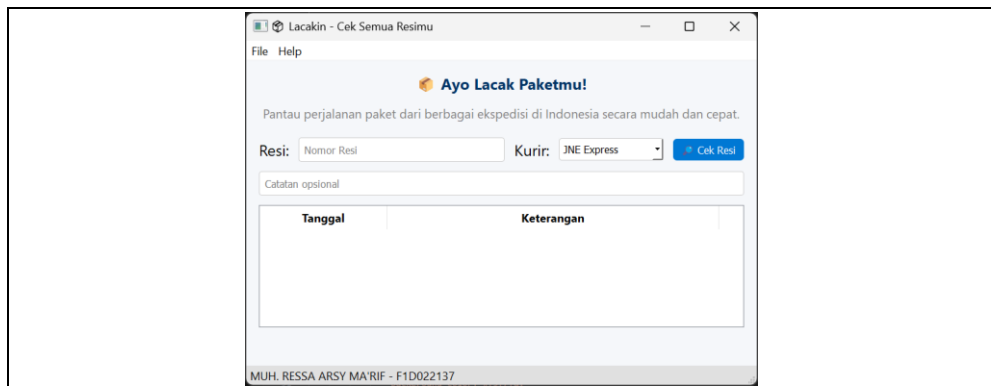 Lacakin - Cek Semua Resimu
File Help
Ayo Lacak Paketmu!
Pantau perjalanan paket dari berbagai ekspedisi di Indonesia secara mudah dan cepat.
Resi: Nomor Resi Kurir: JNE Express Cek Resi
Catatan opsional
Tanggal Keterangan
MUH. RESSA ARSY MA'RIF - F1D022137